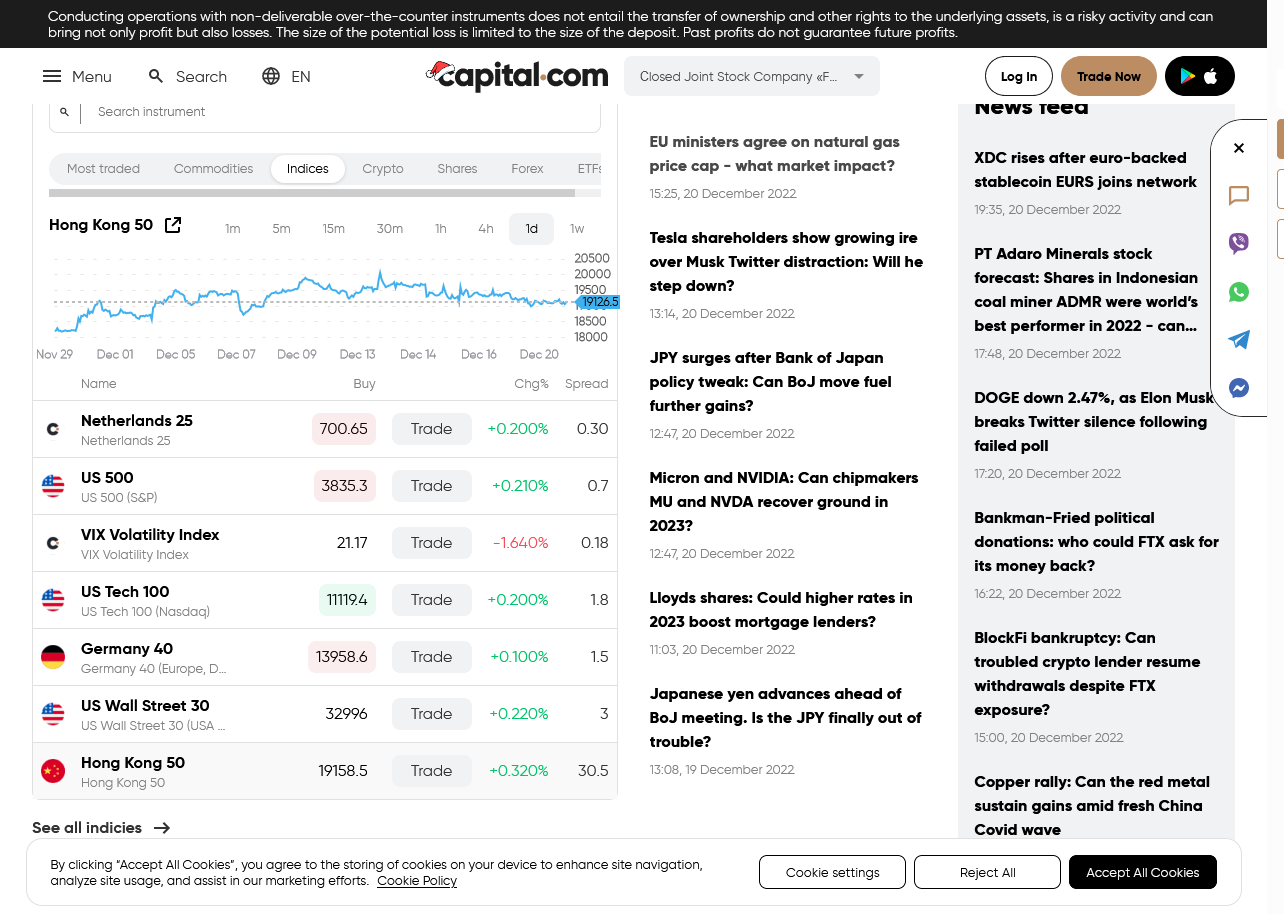 Conducting operations with non-deliverable over-the-counter instruments does not entail the transfer of ownership and other rights to the underlying assets, is a risky activity and can
bring not only profit but also losses. The size of the potential loss is limited to the size of the deposit. Past profits do not guarantee future profits.
Menu
Search
EN
capital.com
Closed Joint Stock Company «F...
Log In
Trade Now
Search instrument
Most traded
Commodities
Indices
Crypto
Shares
Forex
ETFs
Hong Kong 50
1m
5m
15m
30m
1h
4h
1d
1w
20500
20000
19500
19126.5
18500
18000
Nov 29
Dec 01
Dec 05
Dec 07
Dec 09
Dec 13
Dec 14
Dec 16
Dec 20
Name
Buy
Chg%
Spread
Netherlands 25
Netherlands 25
700.65
Trade
+0.200%
0.30
US 500
US 500 (S&P)
3835.3
Trade
+0.210%
0.7
VIX Volatility Index
VIX Volatility Index
21.17
Trade
-1.640%
0.18
US Tech 100
US Tech 100 (Nasdaq)
11119.4
Trade
+0.200%
1.8
Germany 40
Germany 40 (Europe, D...
13958.6
Trade
+0.100%
1.5
US Wall Street 30
US Wall Street 30 (USA ...
32996
Trade
+0.220%
3
Hong Kong 50
Hong Kong 50
19158.5
Trade
+0.320%
30.5
See all indicies
EU ministers agree on natural gas
price cap - what market impact?
15:25, 20 December 2022
Tesla shareholders show growing ire
over Musk Twitter distraction: Will he
step down?
13:14, 20 December 2022
JPY surges after Bank of Japan
policy tweak: Can BoJ move fuel
further gains?
12:47, 20 December 2022
Micron and NVIDIA: Can chipmakers
MU and NVDA recover ground in
2023?
12:47, 20 December 2022
Lloyds shares: Could higher rates in
2023 boost mortgage lenders?
11:03, 20 December 2022
Japanese yen advances ahead of
BoJ meeting. Is the JPY finally out of
trouble?
13:08, 19 December 2022
News feed
XDC rises after euro-backed
stablecoin EURS joins network
19:35, 20 December 2022
PT Adaro Minerals stock
forecast: Shares in Indonesian
coal miner ADMR were world's
best performer in 2022 - can...
17:48, 20 December 2022
DOGE down 2.47%, as Elon Musk
breaks Twitter silence following
failed poll
17:20, 20 December 2022
Bankman-Fried political
donations: who could FTX ask for
its money back?
16:22, 20 December 2022
BlockFi bankruptcy: Can
troubled crypto lender resume
withdrawals despite FTX
exposure?
15:00, 20 December 2022
Copper rally: Can the red metal
sustain gains amid fresh China
Covid wave
By clicking “Accept All Cookies”, you agree to the storing of cookies on your device to enhance site navigation,
analyze site usage, and assist in our marketing efforts. Cookie Policy
Cookie settings
Reject All
Accept All Cookies